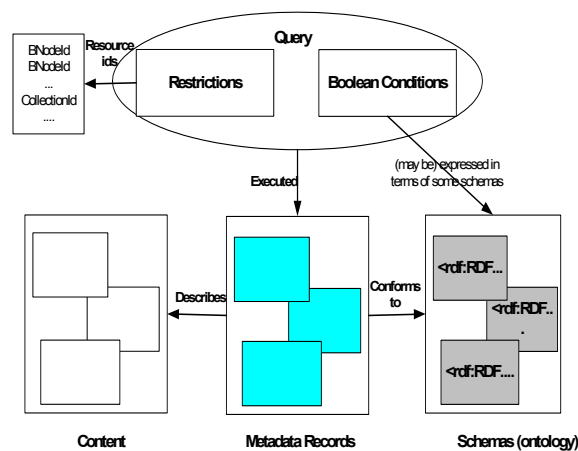 Query
BNodeId
BNodeId
...
CollectionId
....
Resource
ids
Restrictions
Boolean Conditions
Executed
(may be) expressed in
terms of some schemas
Describes
Conforms
to
<rdf:RDF...
<rdf:RDF..
.
<rdf:RDF....
Content
Metadata Records
Schemas (ontology)